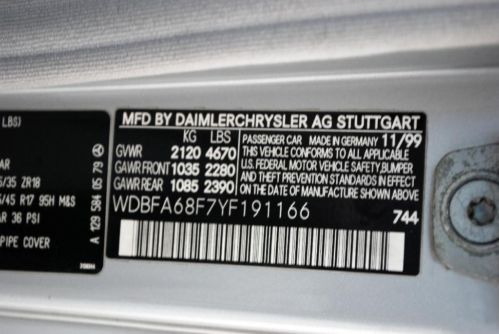 LBS)
AR
5/35 ZR18
/45 R17 95H M&S
AR 36 PSI
PIPE COVER
A 129 584 05 79
MFD BY DAIMLERCHRYSLER AG STUTTGART
KG LBS
GVWR 2120 4670
GAWR FRONT 1035 2280
GAWR REAR 1085 2390
PASSENGER CAR MADE IN GERMANY 11/99
THIS VEHICLE CONFORMS TO ALL APPLICABLE
U.S. FEDERAL MOTOR VEHICLE SAFETY, BUMPER
AND THEFT PREVENTION STANDARDS IN EFFECT
ON THE DATE OF MANUFACTURE SHOWN ABOVE.
WDBFA68F7YF191166
744